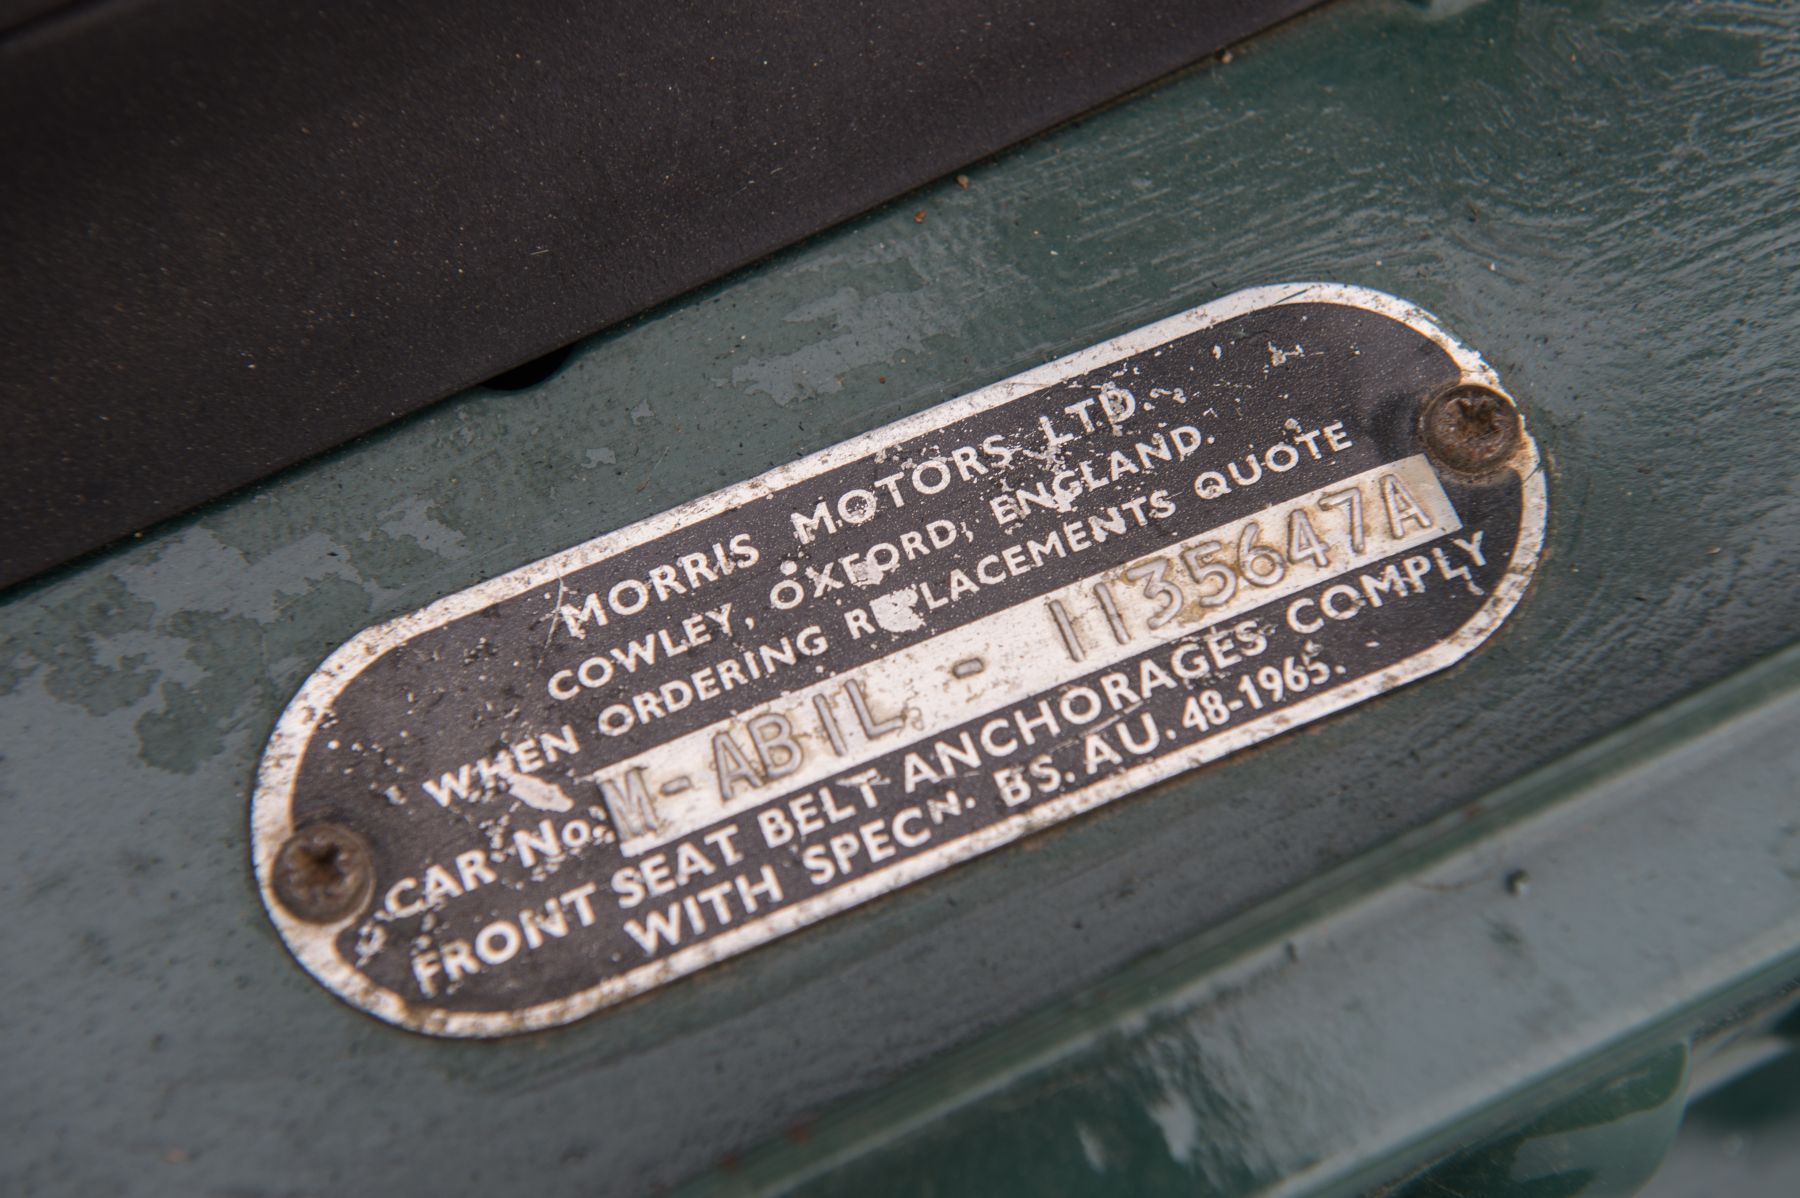 MORRIS MOTORS LTD.
COWLEY, OXFORD, ENGLAND.
WHEN ORDERING REPLACEMENTS QUOTE
CAR No. M-AB1L - 1135647A
FRONT SEAT BELT ANCHORAGES COMPLY
WITH SPECN. BS. AU. 48-1965.